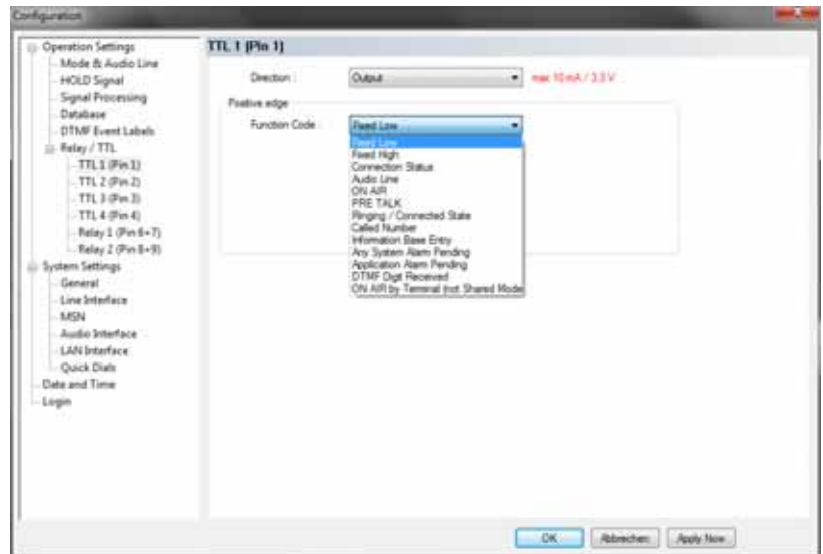 Configuration
Operation Settings
Mode & Audio Line
HOLD Signal
Signal Processing
Database
DTMF Event Labels
Relay / TTL
TTL 1 (Pin 1)
TTL 2 (Pin 2)
TTL 3 (Pin 3)
TTL 4 (Pin 4)
Relay 1 (Pin 6+7)
Relay 2 (Pin 8+9)
System Settings
General
Line Interface
MSN
Audio Interface
LAN Interface
Quick Dials
Date and Time
Login
TTL 1 (Pin 1)
Direction : Output max 10 mA / 3.3 V
Positive edge
Function Code : Fixed Low
Fixed Low
Fixed High
Connection Status
Audio Line
ON AIR
PRE TALK
Ringing / Connected State
Called Number
Information Base Entry
Any System Alarm Pending
Application Alarm Pending
DTMF Digit Received
ON AIR by Terminal (not Shared Mode
OK Abbrechen Apply Now